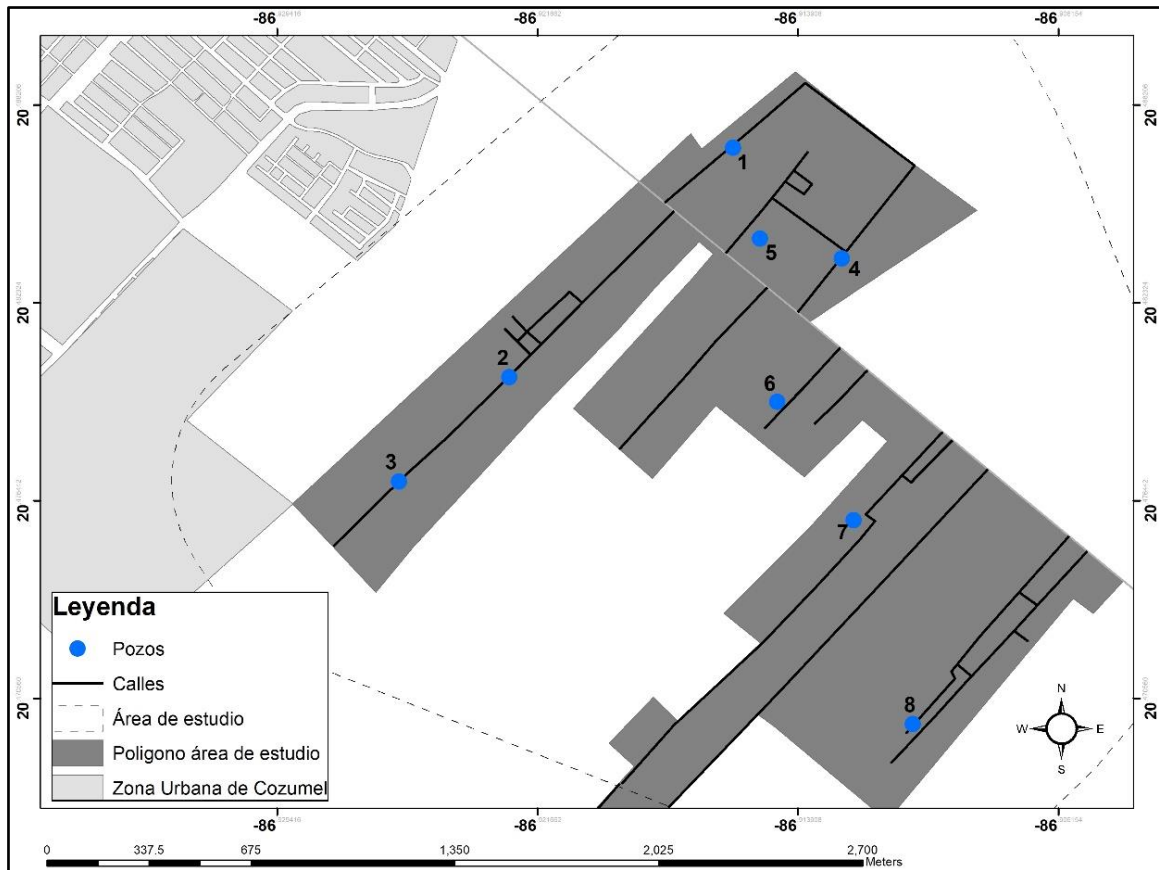 -86 -86 -86 -86
20 20
1
5
4
20 20
2
6
3
20 20
7
Leyenda
Pozos
Calles
Área de estudio
Poligono área de estudio
Zona Urbana de Cozumel
8
N
W E
S
20 20
-86 -86 -86 -86
0 337.5 675 1,350 2,025 2,700
Meters